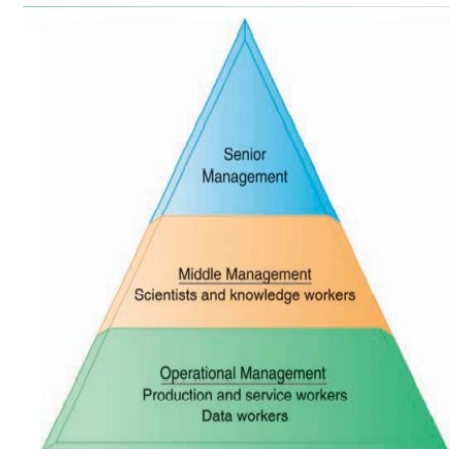 Senior
Management
Middle Management
Scientists and knowledge workers
Operational Management
Production and service workers
Data workers